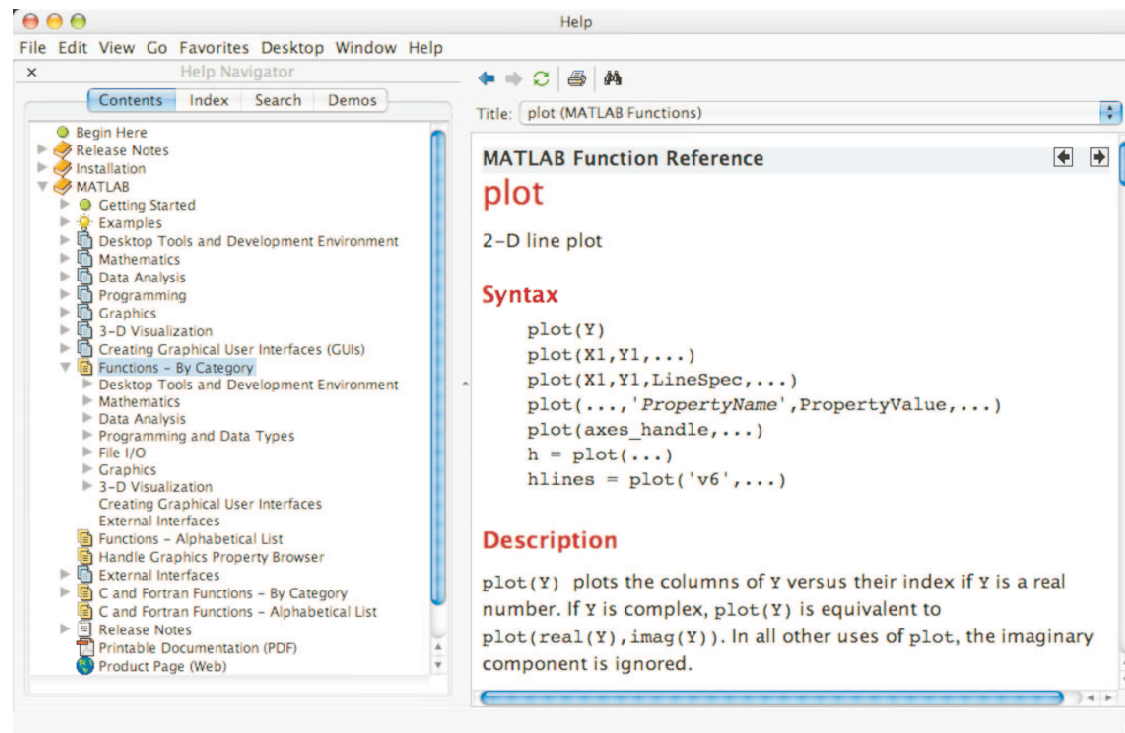 Help
File Edit View Go Favorites Desktop Window Help
× Help Navigator
Contents Index Search Demos
Begin Here
Release Notes
Installation
MATLAB
Getting Started
Examples
Desktop Tools and Development Environment
Mathematics
Data Analysis
Programming
Graphics
3-D Visualization
Creating Graphical User Interfaces (GUIs)
Functions - By Category
Desktop Tools and Development Environment
Mathematics
Data Analysis
Programming and Data Types
File I/O
Graphics
3-D Visualization
Creating Graphical User Interfaces
External Interfaces
Functions - Alphabetical List
Handle Graphics Property Browser
External Interfaces
C and Fortran Functions - By Category
C and Fortran Functions - Alphabetical List
Release Notes
Printable Documentation (PDF)
Product Page (Web)
Title: plot (MATLAB Functions)
MATLAB Function Reference
plot
2-D line plot
Syntax
plot(Y)
plot(X1,Y1,...)
plot(X1,Y1,LineSpec,...)
plot(...,'PropertyName',PropertyValue,...)
plot(axes_handle,...)
h = plot(...)
hlines = plot('v6',...)
Description
plot(Y) plots the columns of Y versus their index if Y is a real
number. If Y is complex, plot(Y) is equivalent to
plot(real(Y),imag(Y)). In all other uses of plot, the imaginary
component is ignored.